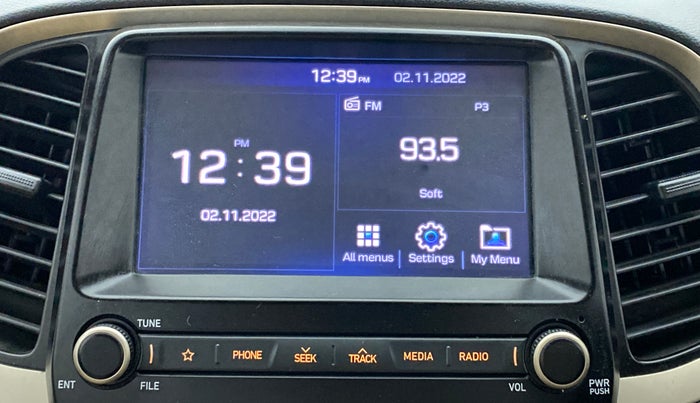 12:39 PM 02.11.2022
FM P3
PM
12:39
93.5
Soft
02.11.2022
All menus Settings My Menu
TUNE
PHONE SEEK TRACK MEDIA RADIO
ENT FILE VOL PWR
PUSH